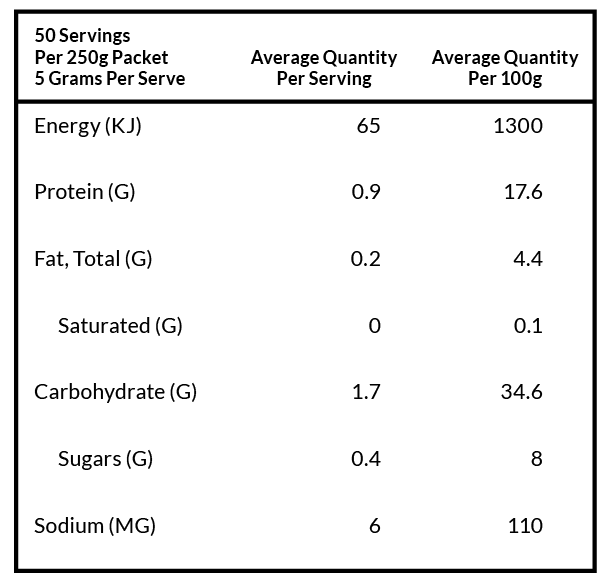 50 Servings
Per 250g Packet
5 Grams Per Serve
Average Quantity
Per Serving
Average Quantity
Per 100g
Energy (KJ) 65 1300
Protein (G) 0.9 17.6
Fat, Total (G) 0.2 4.4
Saturated (G) 0 0.1
Carbohydrate (G) 1.7 34.6
Sugars (G) 0.4 8
Sodium (MG) 6 110